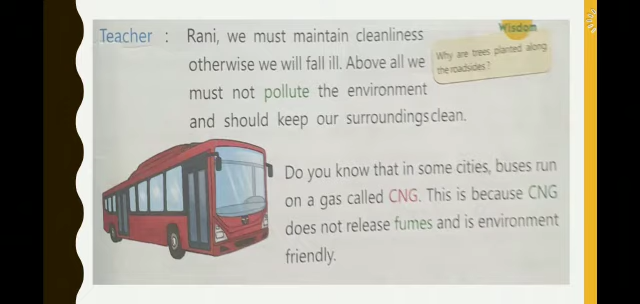 Teacher : Rani, we must maintain cleanliness
otherwise we will fall ill. Above all we
must not pollute the environment
and should keep our surroundings clean.
Wisdom
Why are trees planted along
the roadsides?
Do you know that in some cities, buses run
on a gas called CNG. This is because CNG
does not release fumes and is environment
friendly.